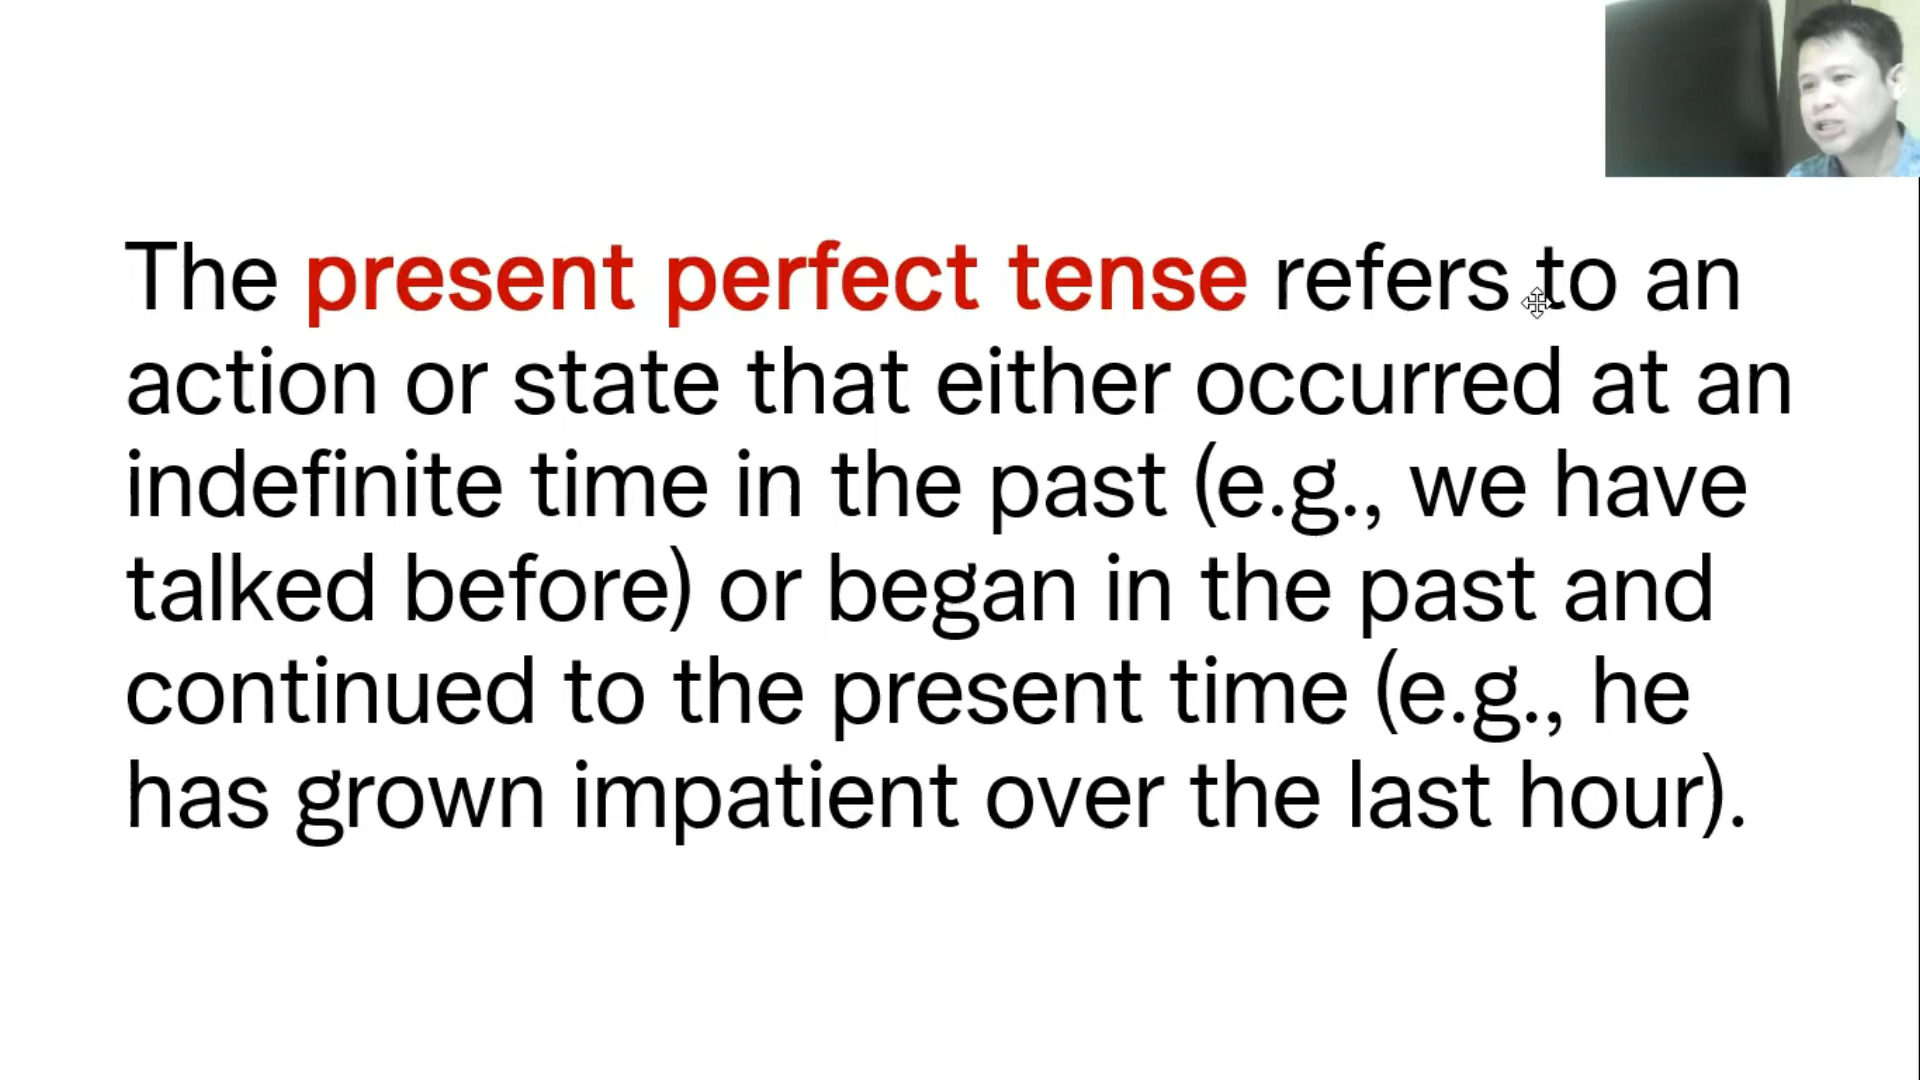 The present perfect tense refers to an
action or state that either occurred at an
indefinite time in the past (e.g., we have
talked before) or began in the past and
continued to the present time (e.g., he
has grown impatient over the last hour).